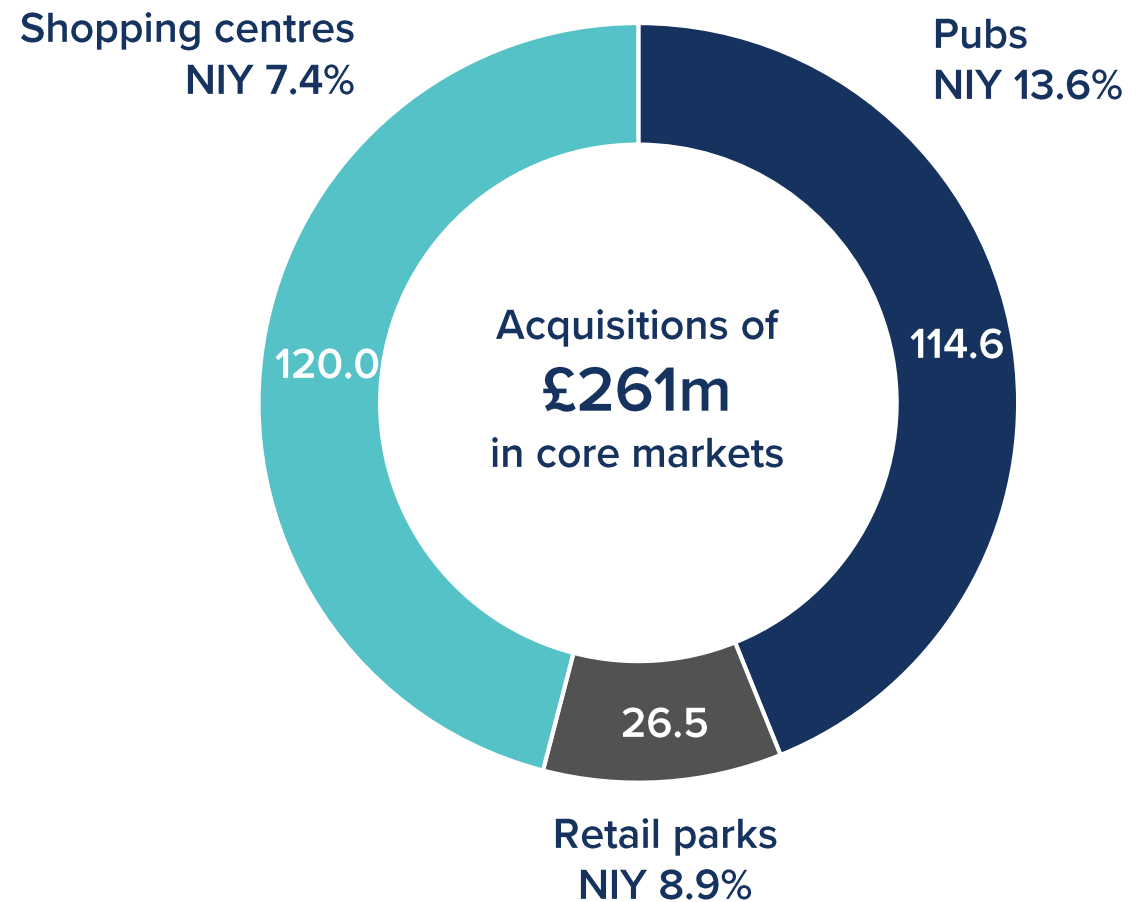 Shopping centres
NIY 7.4%
Pubs
NIY 13.6%
Acquisitions of
£261m
in core markets
120.0
114.6
26.5
Retail parks
NIY 8.9%